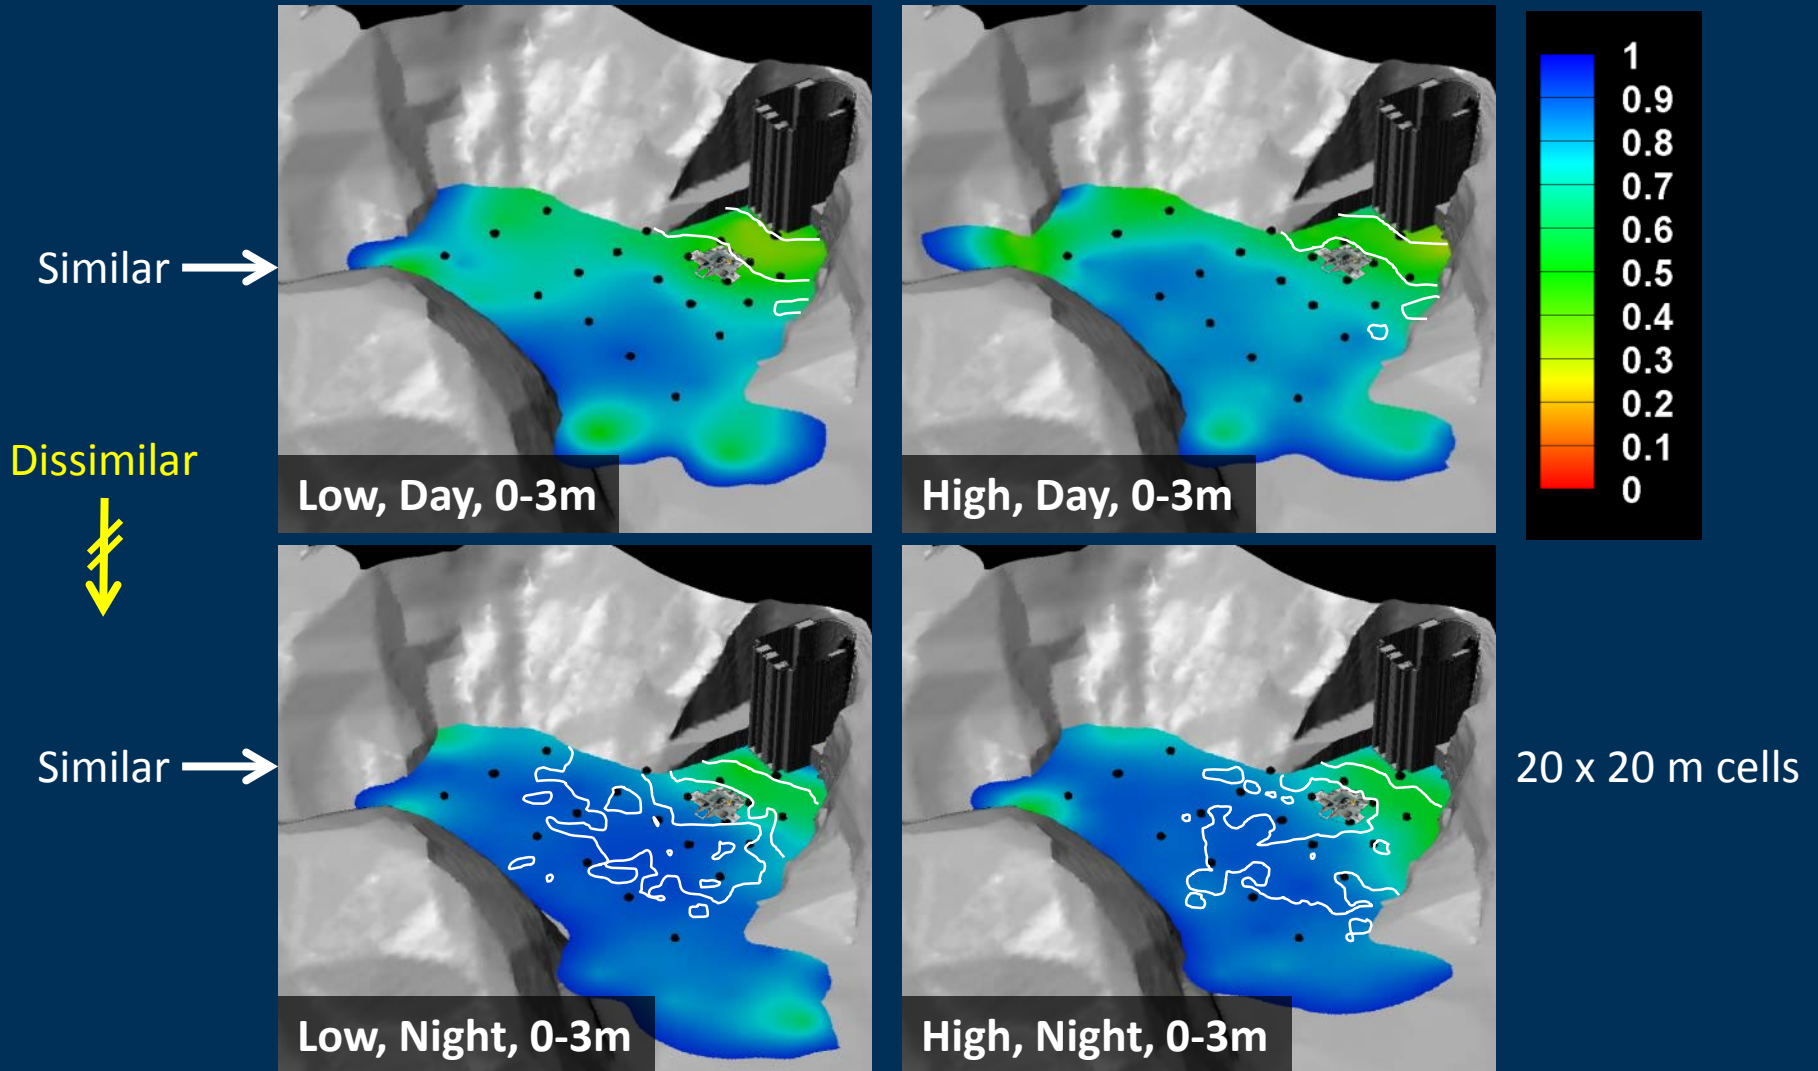 Similar
Dissimilar
Similar
Low, Day, 0-3m
High, Day, 0-3m
Low, Night, 0-3m
High, Night, 0-3m
1
0.9
0.8
0.7
0.6
0.5
0.4
0.3
0.2
0.1
0
20 x 20 m cells